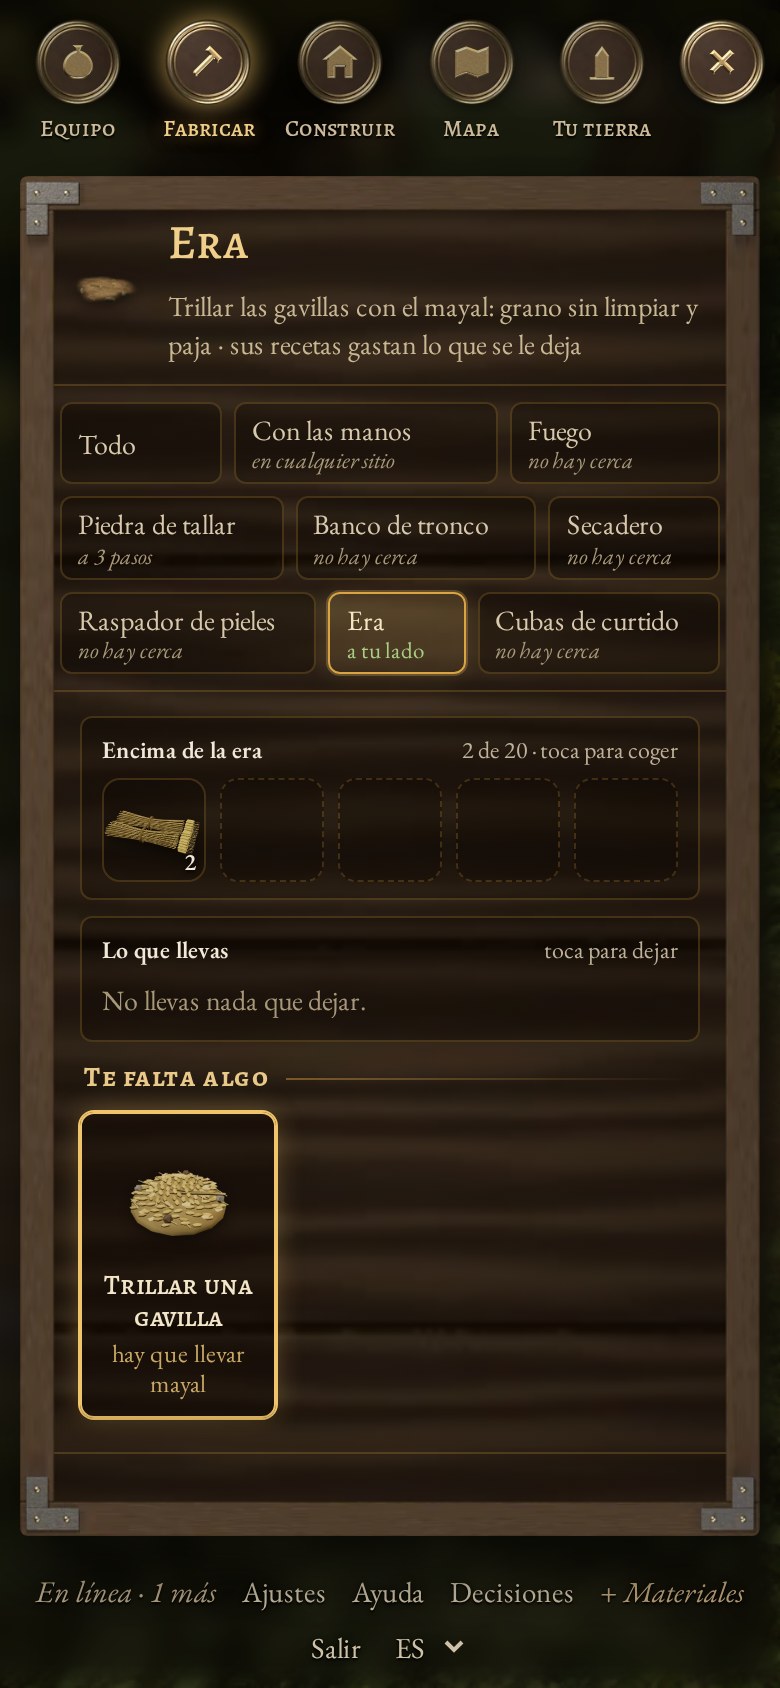 Equipo
Fabricar
Construir
Mapa
Tu tierra
Era
Trillar las gavillas con el mayal: grano sin limpiar y
paja · sus recetas gastan lo que se le deja
Todo
Con las manos
en cualquier sitio
Fuego
no hay cerca
Piedra de tallar
a 3 pasos
Banco de tronco
no hay cerca
Secadero
no hay cerca
Raspador de pieles
no hay cerca
Era
a tu lado
Cubas de curtido
no hay cerca
Encima de la era
2 de 20 · toca para coger
2
Lo que llevas
toca para dejar
No llevas nada que dejar.
Te falta algo
Trillar una
gavilla
hay que llevar
mayal
En línea · 1 más
Ajustes
Ayuda
Decisiones
+ Materiales
Salir
ES